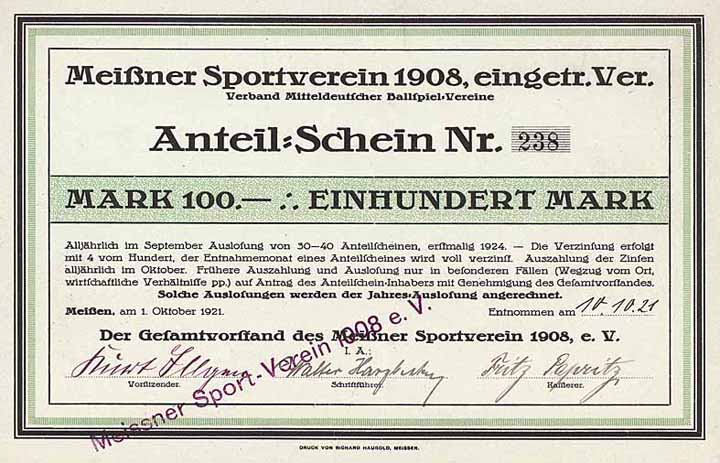 Meißner Sportverein 1908, eingetr. Ver.
Verband Mitteldeutscher Ballspiel-Vereine
Anteil-Schein Nr. 238
MARK 100.— ∴ EINHUNDERT MARK
Alljährlich im September Auslosung von 30—40 Anteilscheinen, erstmalig 1924. — Die Verzinsung erfolgt
mit 4 vom Hundert, der Entnahmemonat eines Anteilscheines wird voll verzinst. Auszahlung der Zinsen
alljährlich im Oktober. Frühere Auszahlung und Auslosung nur in besonderen Fällen (Wegzug vom Ort,
wirtschaftliche Verhältnisse pp.) auf Antrag des Anteilschein-Inhabers mit Genehmigung des Gesamtvorstandes.
Solche Auslosungen werden der Jahres-Auslosung angerechnet.
Meißen, am 1. Oktober 1921. Entnommen am 10.10.21
Der Gesamtvorstand des Meißner Sportverein 1908, e. V.
I. A.:
Kurt Walter Fritz
Vorsitzender. Schriftführer. Kassierer.
Meissner Sport-Verein 1908 e. V.
DRUCK VON RICHARD HAUBOLD, MEISSEN.